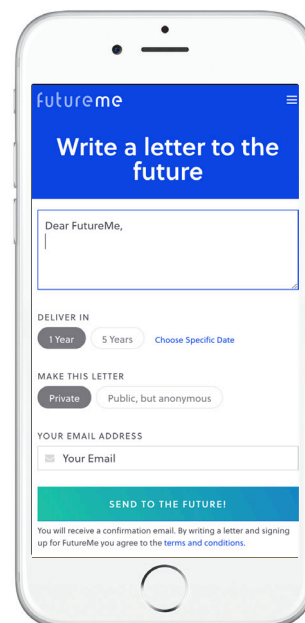 futureme
Write a letter to the
future
Dear FutureMe,
DELIVER IN
1 Year 5 Years Choose Specific Date
MAKE THIS LETTER
Private Public, but anonymous
YOUR EMAIL ADDRESS
Your Email
SEND TO THE FUTURE!
You will receive a confirmation email. By writing a letter and signing
up for FutureMe you agree to the terms and conditions.